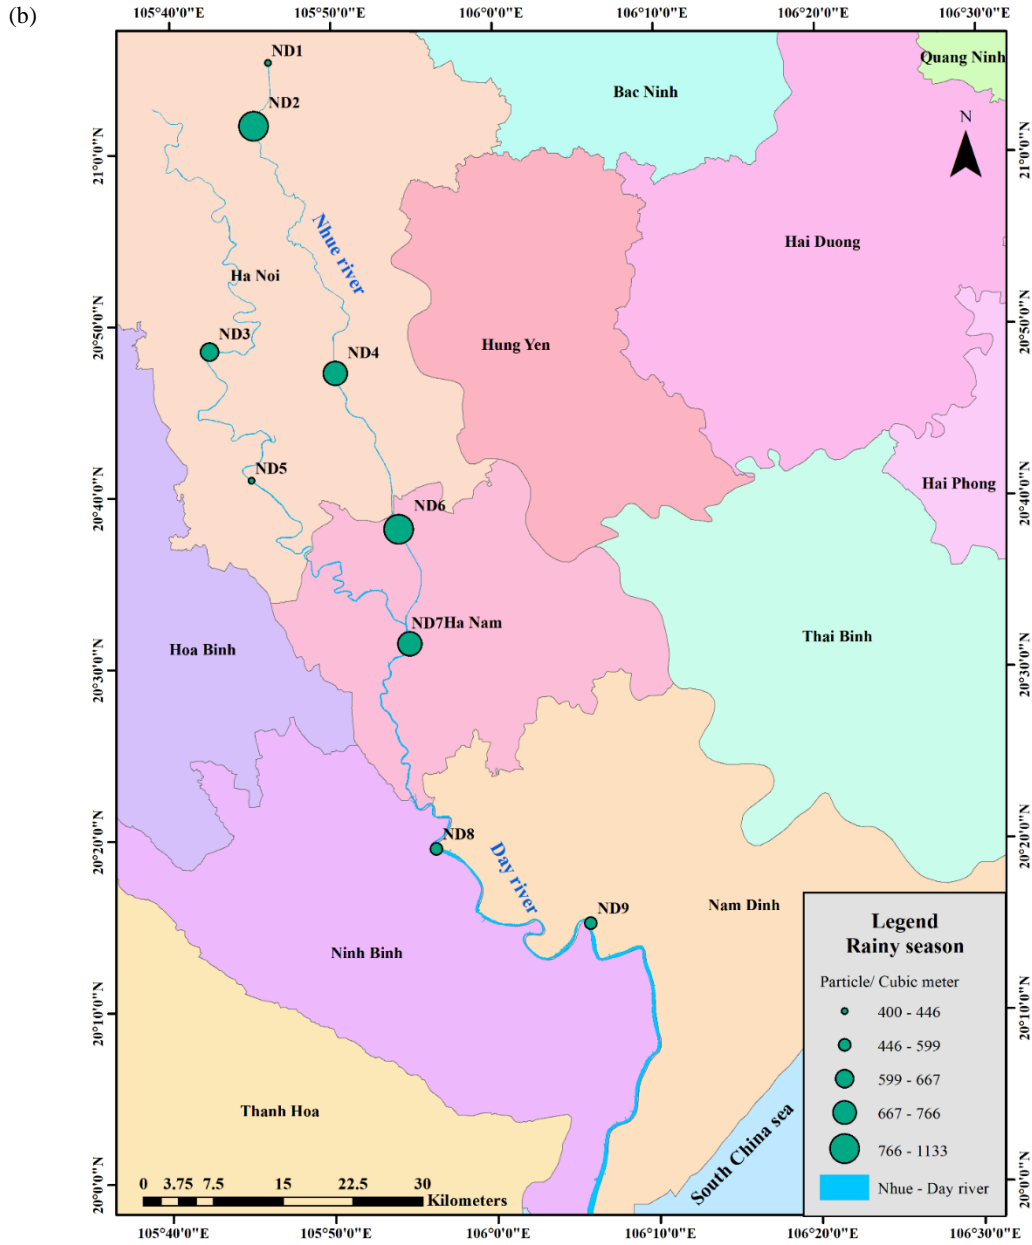 (b)
105°40'0"E 105°50'0"E 106°0'0"E 106°10'0"E 106°20'0"E 106°30'0"E
ND1
Quang Ninh
Bac Ninh
ND2
N
21°0'0"N 21°0'0"N
Nhue river
Hai Duong
Ha Noi
20°50'0"N 20°50'0"N
ND3
Hung Yen
ND4
ND5
Hai Phong
20°40'0"N 20°40'0"N
ND6
ND7 Ha Nam
Thai Binh
Hoa Binh
20°30'0"N 20°30'0"N
20°20'0"N 20°20'0"N
ND8
Day river
ND9
Nam Dinh
Ninh Binh
Legend
Rainy season
Particle/ Cubic meter
400 - 446
446 - 599
599 - 667
667 - 766
766 - 1133
Nhue - Day river
20°10'0"N 20°10'0"N
Thanh Hoa
South China sea
20°0'0"N 20°0'0"N
0 3.75 7.5 15 22.5 30
Kilometers
105°40'0"E 105°50'0"E 106°0'0"E 106°10'0"E 106°20'0"E 106°30'0"E